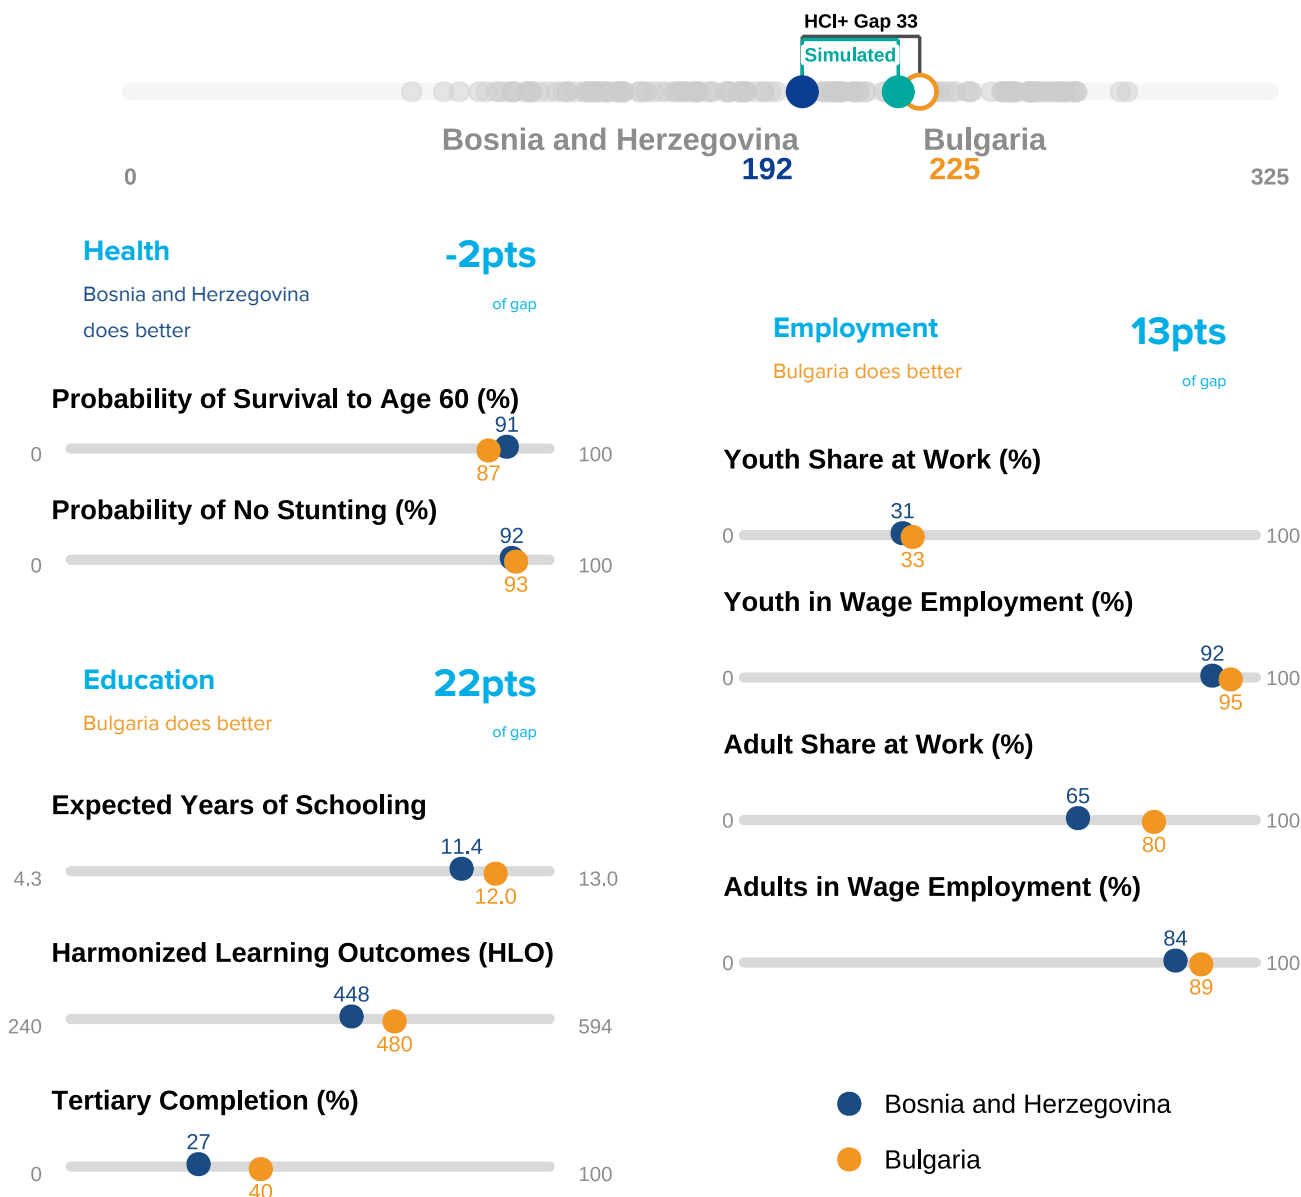 HCI+ Gap 33
Simulated
Bosnia and Herzegovina
192
Bulgaria
225
0
325
Health
-2pts
Bosnia and Herzegovina
does better
of gap
Probability of Survival to Age 60 (%)
91
0
100
87
Probability of No Stunting (%)
92
0
100
93
Education
22pts
Bulgaria does better
of gap
Expected Years of Schooling
11.4
4.3
13.0
12.0
Harmonized Learning Outcomes (HLO)
448
240
594
480
Tertiary Completion (%)
27
0
100
40
Employment
13pts
Bulgaria does better
of gap
Youth Share at Work (%)
31
0
100
33
Youth in Wage Employment (%)
92
0
100
95
Adult Share at Work (%)
65
0
100
80
Adults in Wage Employment (%)
84
0
100
89
Bosnia and Herzegovina
Bulgaria